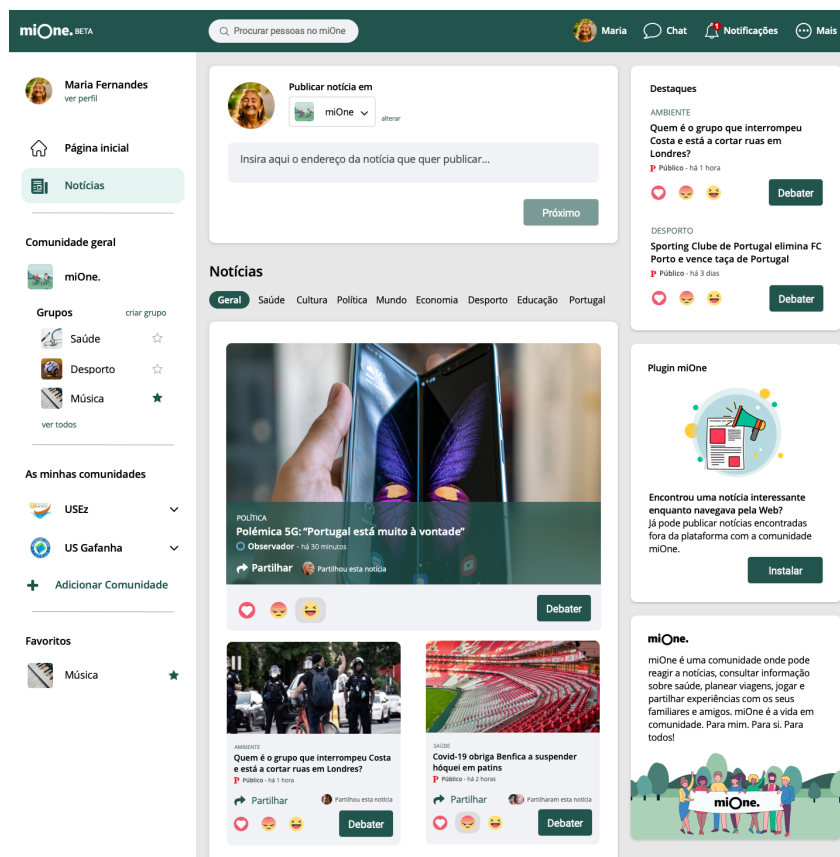 miOne. BETA
Procurar pessoas no miOne
Maria
Chat
1
Notificações
Mais
Maria Fernandes
ver perfil
Página inicial
Notícias
Comunidade geral
miOne.
Grupos
criar grupo
Saúde
Desporto
Música
ver todos
As minhas comunidades
USEz
US Gafanha
Adicionar Comunidade
Favoritos
Música
Publicar notícia em
miOne
alterar
Insira aqui o endereço da notícia que quer publicar...
Próximo
Notícias
Geral Saúde Cultura Política Mundo Economia Desporto Educação Portugal
POLÍTICA
Polémica 5G: “Portugal está muito à vontade”
Observador - há 30 minutos
Partilhar
Partilhou esta notícia
Debater
AMBIENTE
Quem é o grupo que interrompeu Costa
e está a cortar ruas em Londres?
P Público - há 1 hora
Partilhar
Partilhou esta notícia
Debater
SAÚDE
Covid-19 obriga Benfica a suspender
hóquei em patins
P Público - há 2 horas
Partilhar
Partilharam esta notícia
Debater
Destaques
AMBIENTE
Quem é o grupo que interrompeu
Costa e está a cortar ruas em
Londres?
P Público - há 1 hora
Debater
DESPORTO
Sporting Clube de Portugal elimina FC
Porto e vence taça de Portugal
P Público - há 3 dias
Debater
Plugin miOne
Encontrou uma notícia interessante
enquanto navegava pela Web?
Já pode publicar notícias encontradas
fora da plataforma com a comunidade
miOne.
Instalar
miOne.
miOne é uma comunidade onde pode
reagir a notícias, consultar informação
sobre saúde, planear viagens, jogar e
partilhar experiências com os seus
familiares e amigos. miOne é a vida em
comunidade. Para mim. Para si. Para
todos!
miOne.